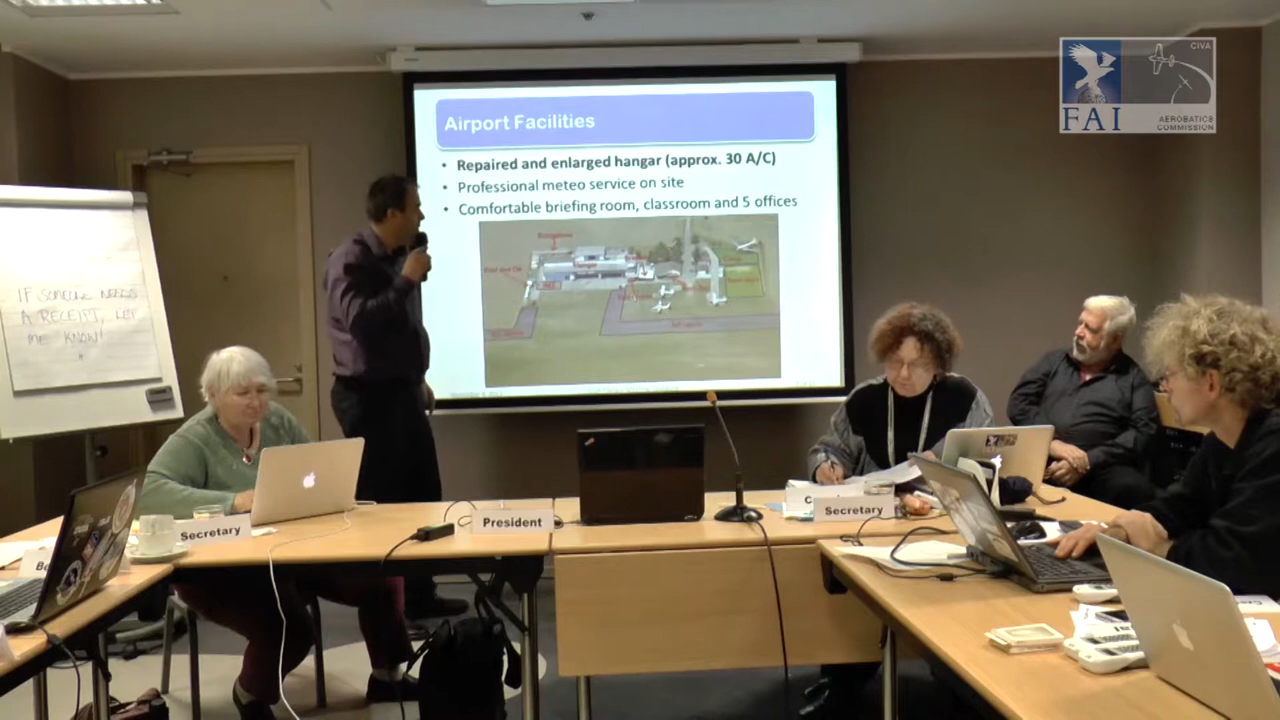 CIVA
FAI
AEROBATICS
COMMISSION
Airport Facilities
• Repaired and enlarged hangar (approx. 30 A/C)
• Professional meteo service on site
• Comfortable briefing room, classroom and 5 offices
IF SOMEONE NEEDS
A RECEIPT, LET
ME KNOW!
Secretary
President
Secretary